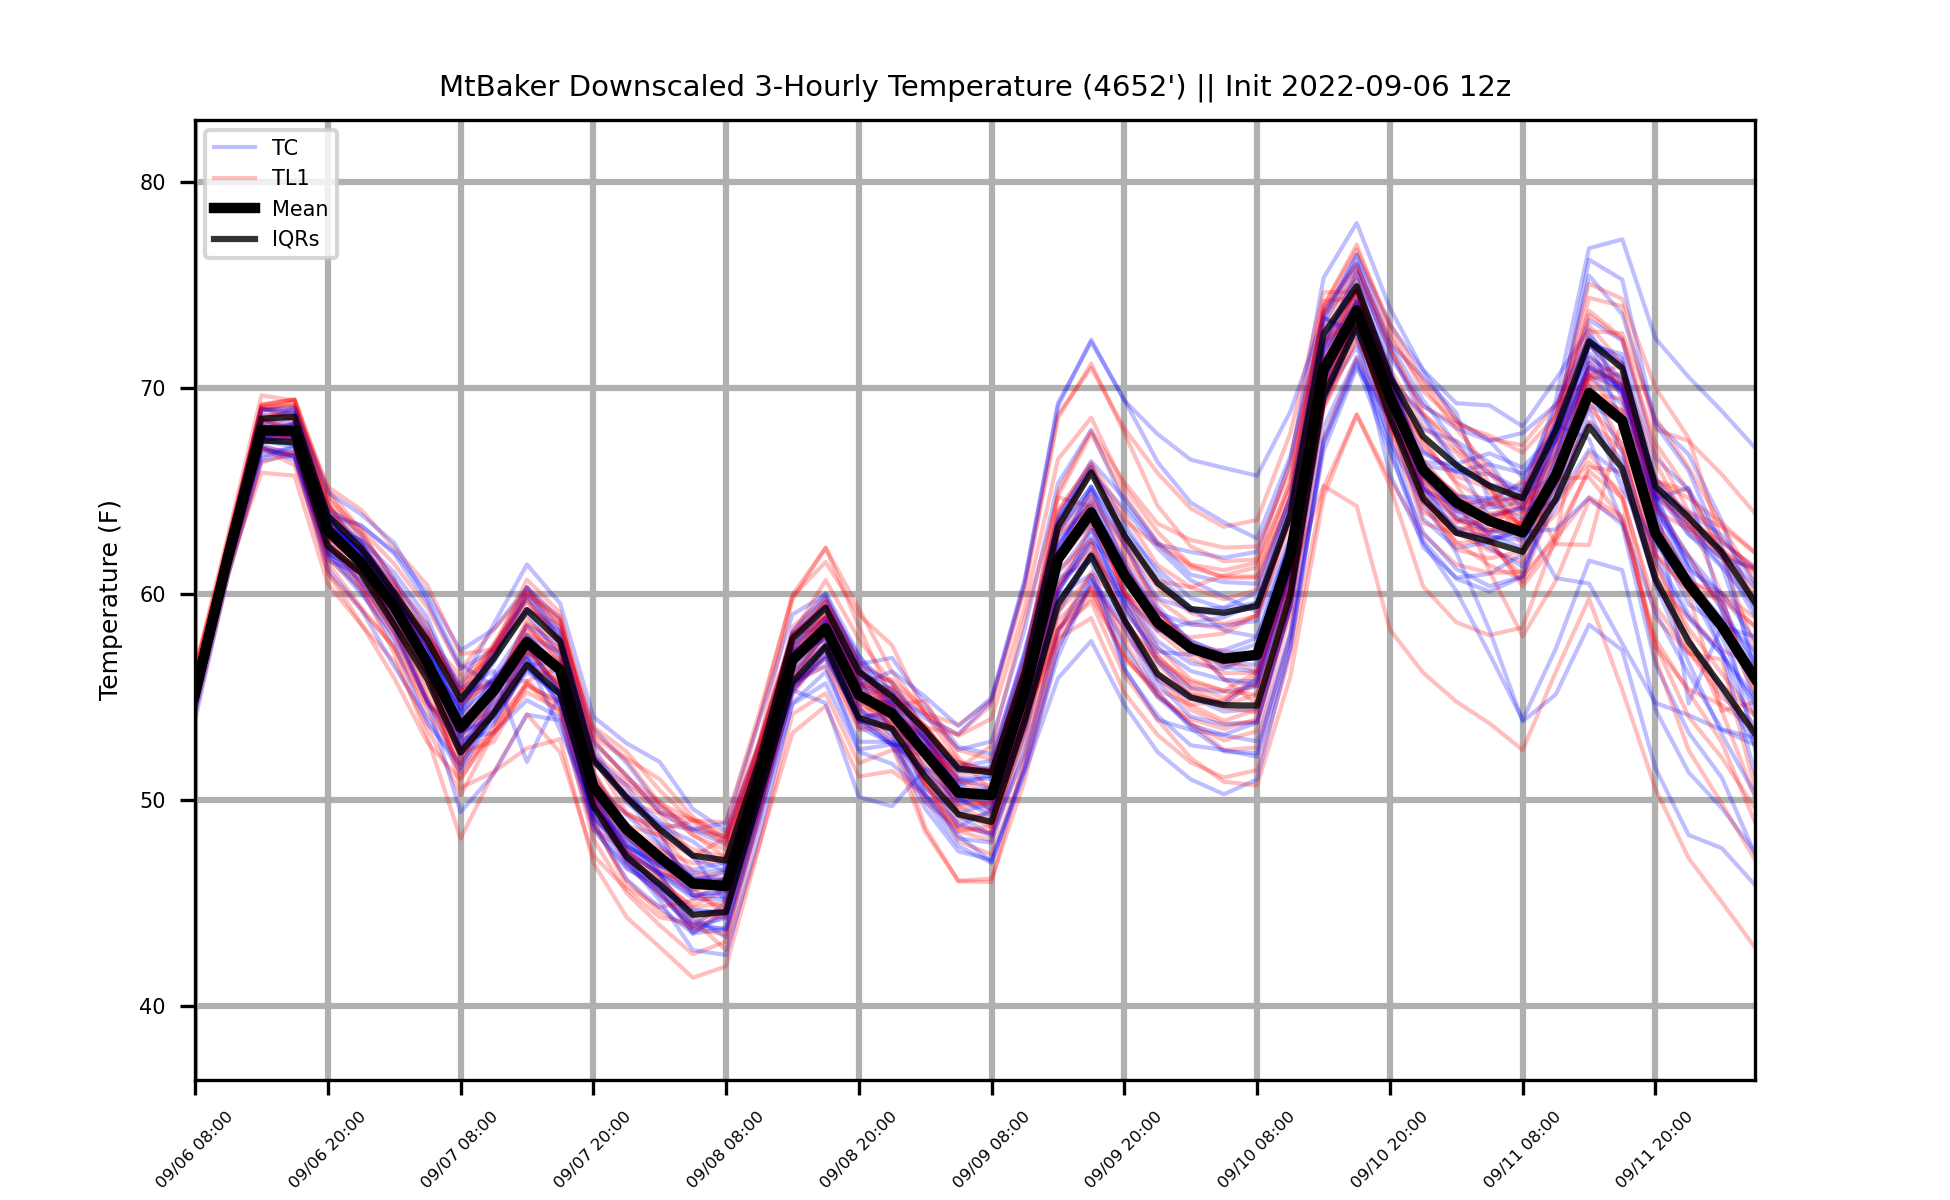 MtBaker Downscaled 3-Hourly Temperature (4652') || Init 2022-09-06 12z
TC
TL1
Mean
IQRs
Temperature (F)
80
70
60
50
40
09/06 08:00
09/06 20:00
09/07 08:00
09/07 20:00
09/08 08:00
09/08 20:00
09/09 08:00
09/09 20:00
09/10 08:00
09/10 20:00
09/11 08:00
09/11 20:00